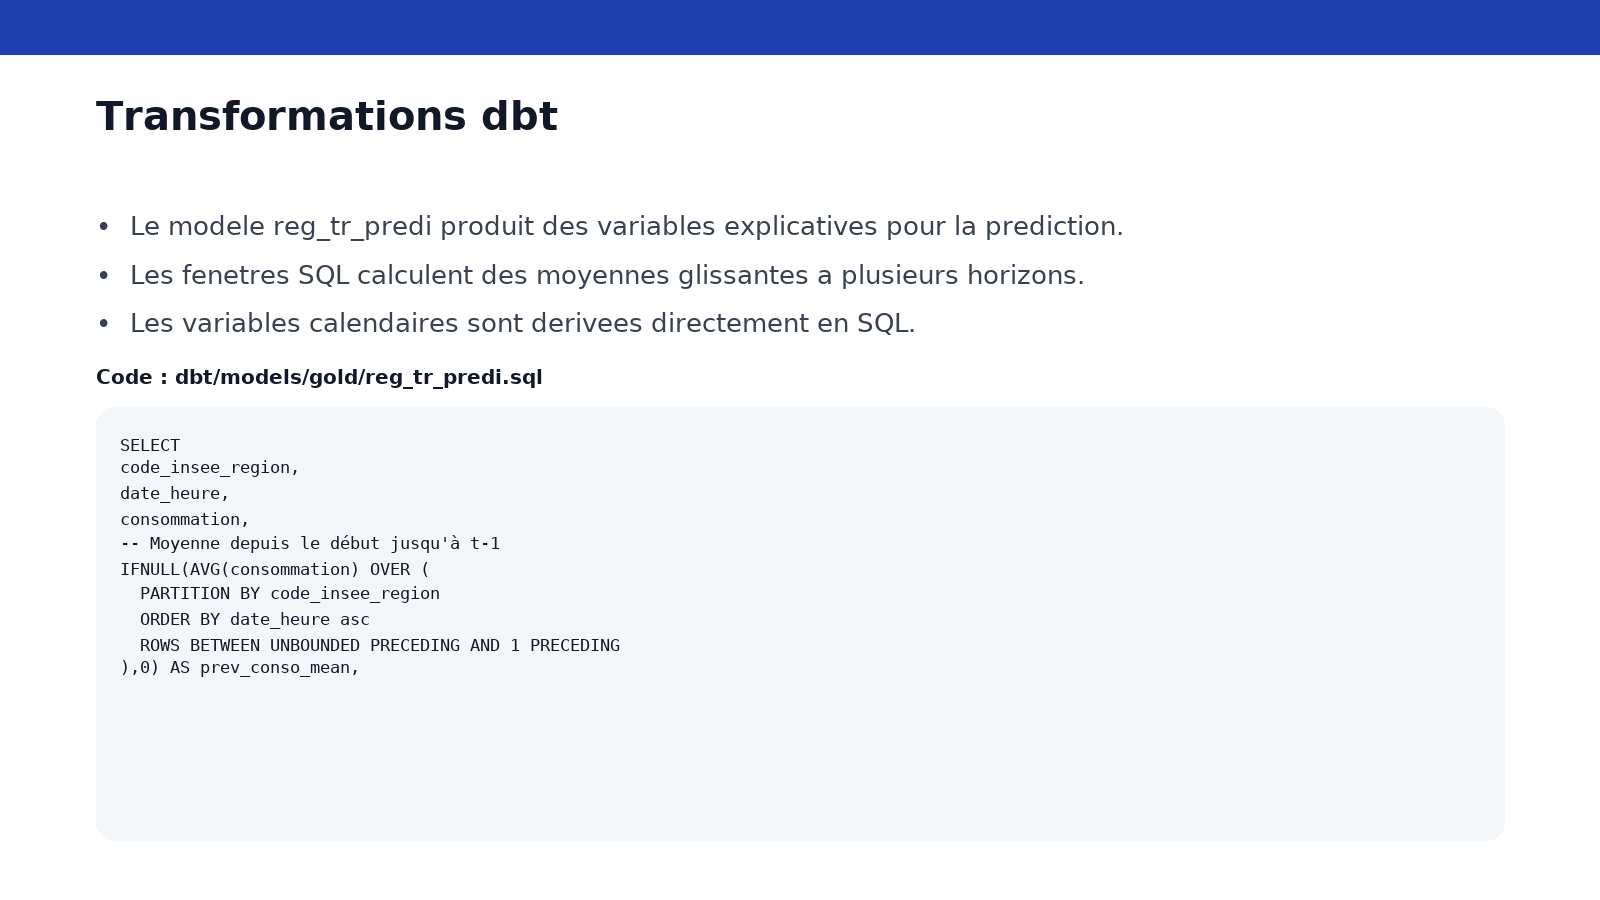 Transformations dbt
• Le modele reg_tr_predi produit des variables explicatives pour la prediction.
• Les fenetres SQL calculent des moyennes glissantes a plusieurs horizons.
• Les variables calendaires sont derivees directement en SQL.
Code : dbt/models/gold/reg_tr_predi.sql
SELECT
code_insee_region,
date_heure,
consommation,
-- Moyenne depuis le début jusqu'à t-1
IFNULL(AVG(consommation) OVER (
  PARTITION BY code_insee_region
  ORDER BY date_heure asc
  ROWS BETWEEN UNBOUNDED PRECEDING AND 1 PRECEDING
),0) AS prev_conso_mean,